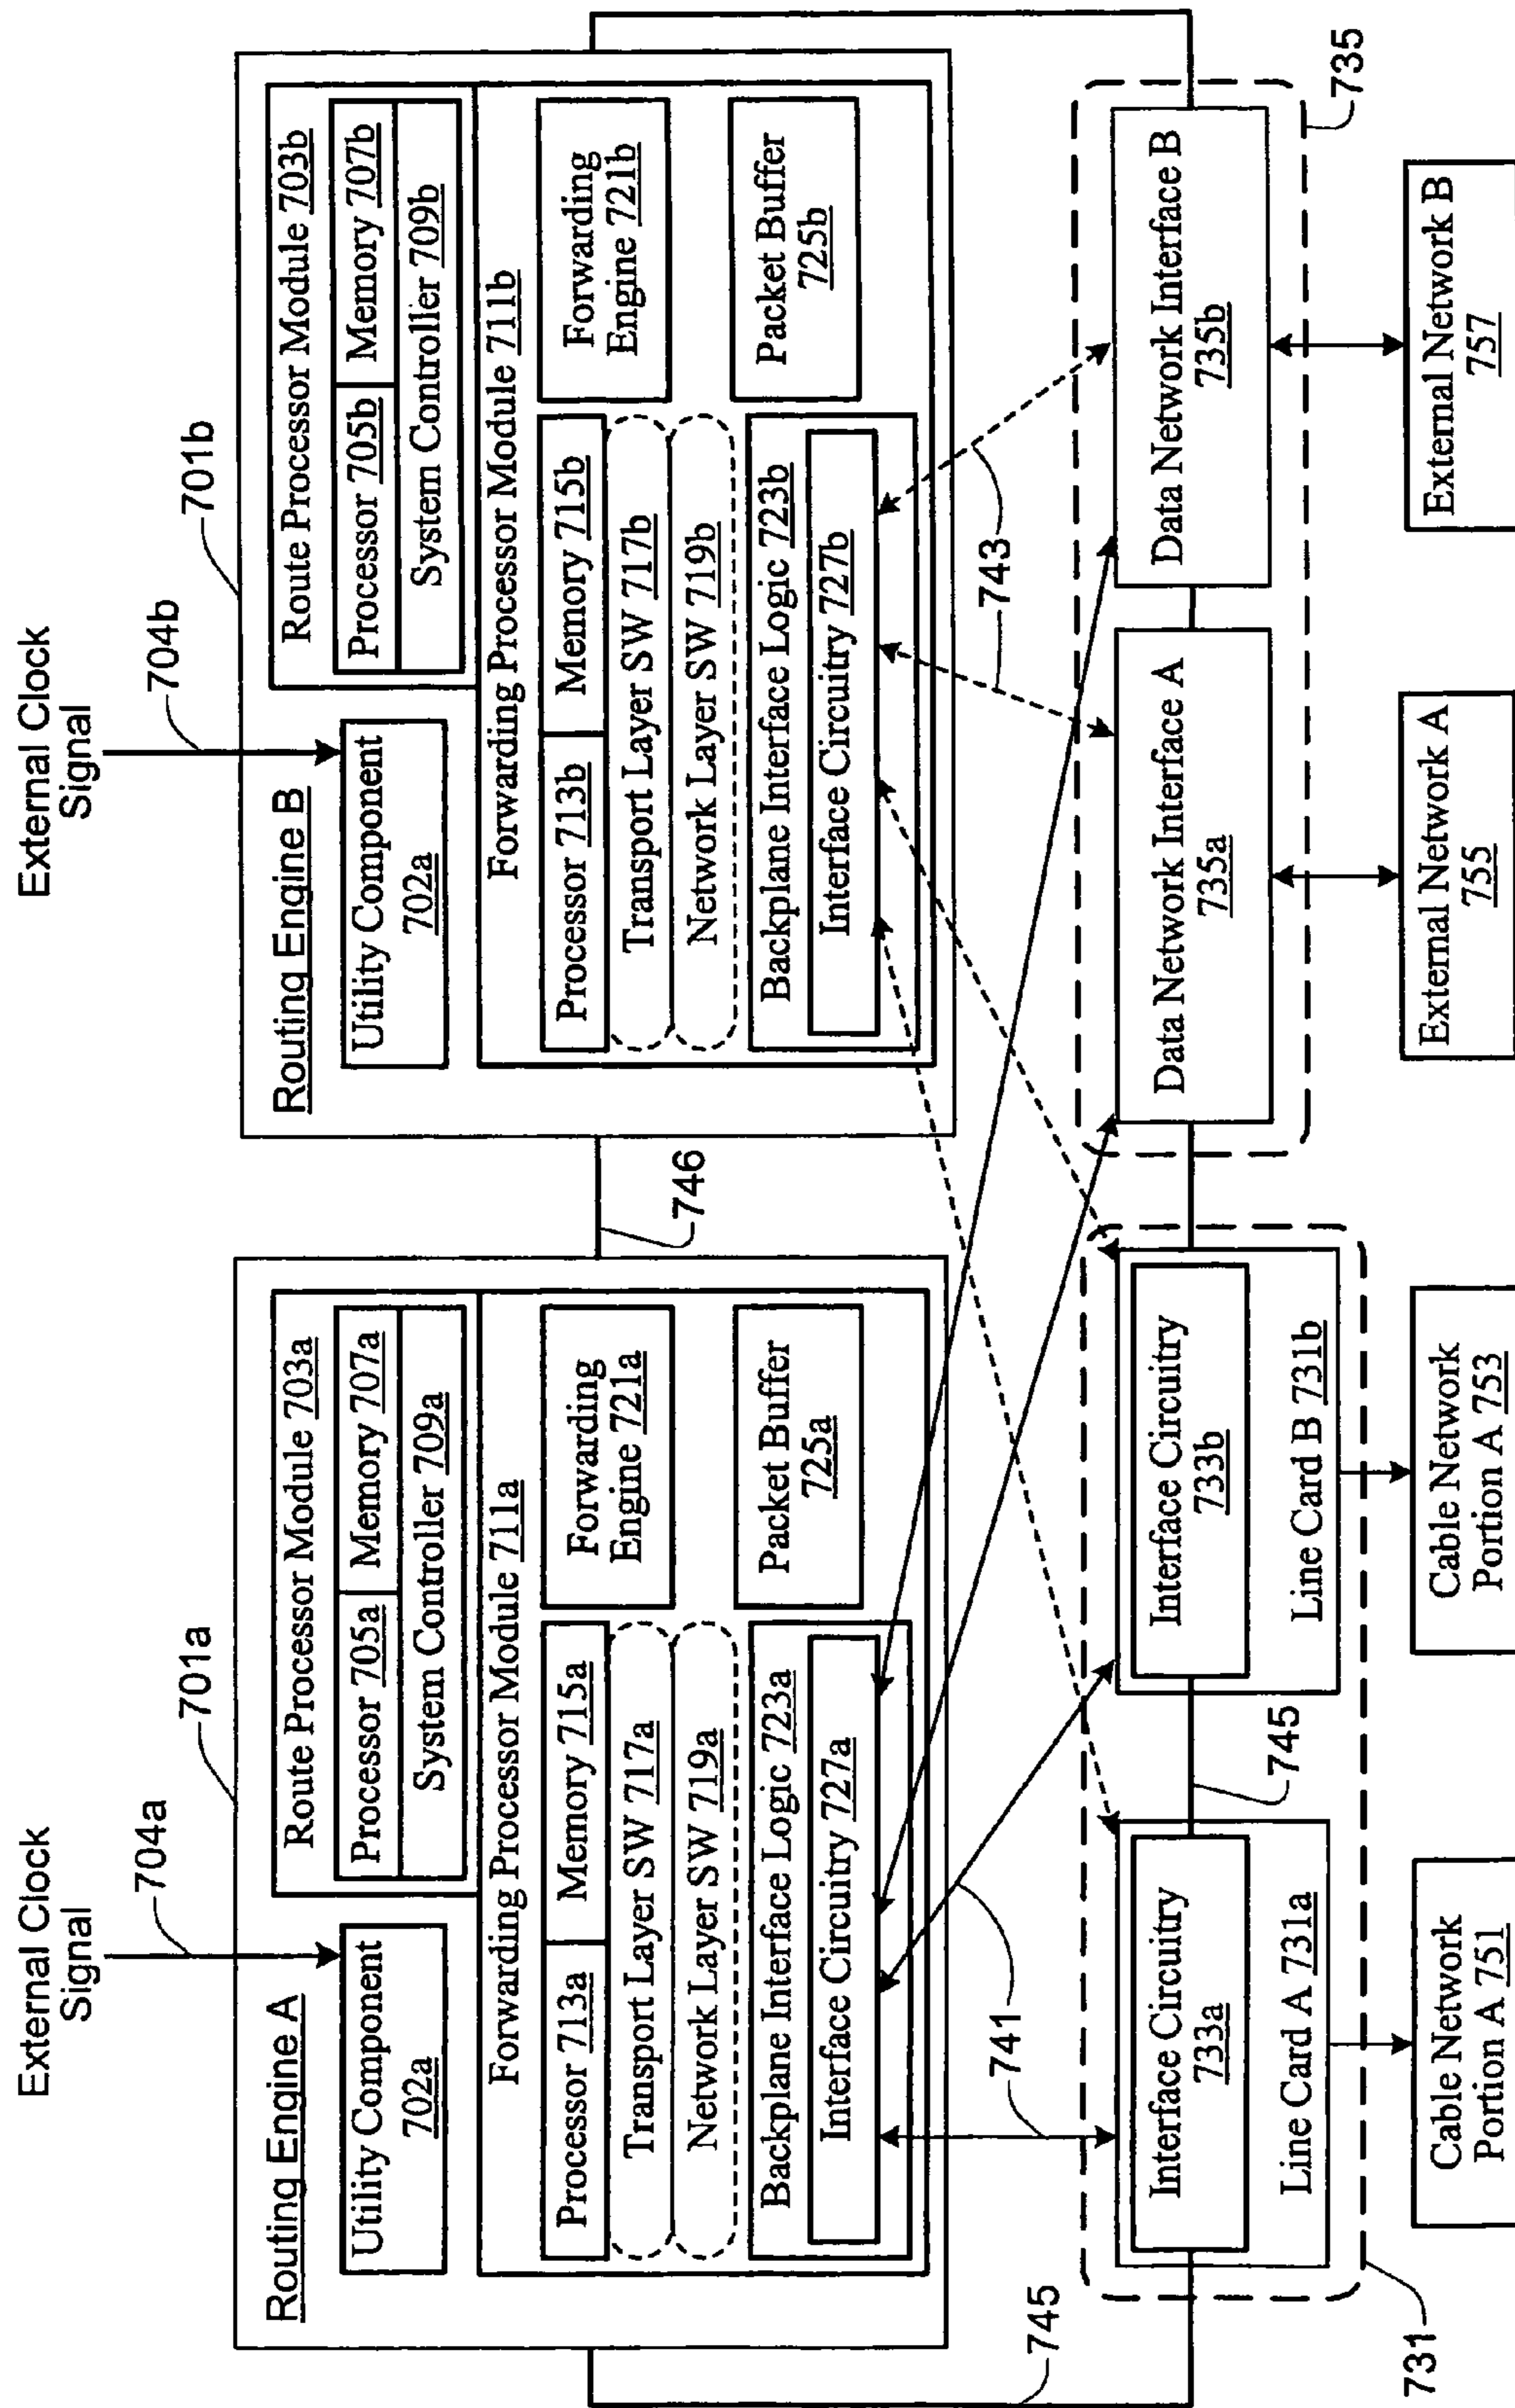 External Clock
Signal
704a
701a
Routing Engine A
Utility Component
702a
Route Processor Module 703a
Processor 705a
Memory 707a
System Controller 709a
Forwarding Processor Module 711a
Processor 713a
Memory 715a
Transport Layer SW 717a
Network Layer SW 719a
Forwarding
Engine 721a
Backplane Interface Logic 723a
Interface Circuitry 727a
Packet Buffer
725a
746
External Clock
Signal
704b
701b
Routing Engine B
Utility Component
702a
Route Processor Module 703b
Processor 705b
Memory 707b
System Controller 709b
Forwarding Processor Module 711b
Processor 713b
Memory 715b
Transport Layer SW 717b
Network Layer SW 719b
Forwarding
Engine 721b
Backplane Interface Logic 723b
Interface Circuitry 727b
Packet Buffer
725b
741
743
745
731
Interface Circuitry
733a
Line Card A 731a
745
Interface Circuitry
733b
Line Card B 731b
Data Network Interface A
735a
Data Network Interface B
735b
735
Cable Network
Portion A 751
Cable Network
Portion A 753
External Network A
755
External Network B
757